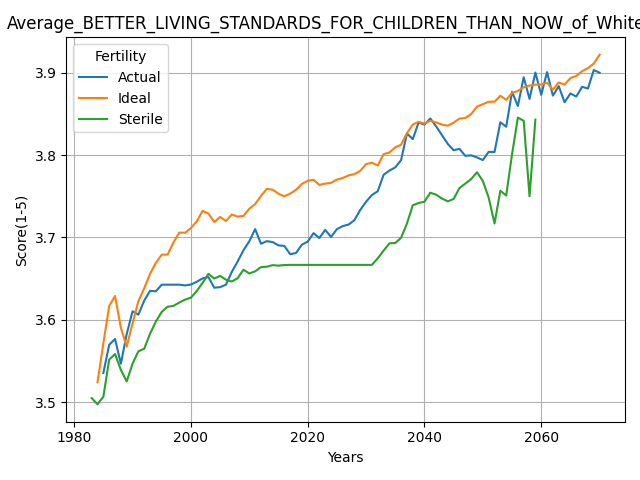 Average_BETTER_LIVING_STANDARDS_FOR_CHILDREN_THAN_NOW_of_White
Fertility
Actual
Ideal
Sterile
3.9
3.8
3.7
3.6
3.5
Score(1-5)
1980
2000
2020
2040
2060
Years